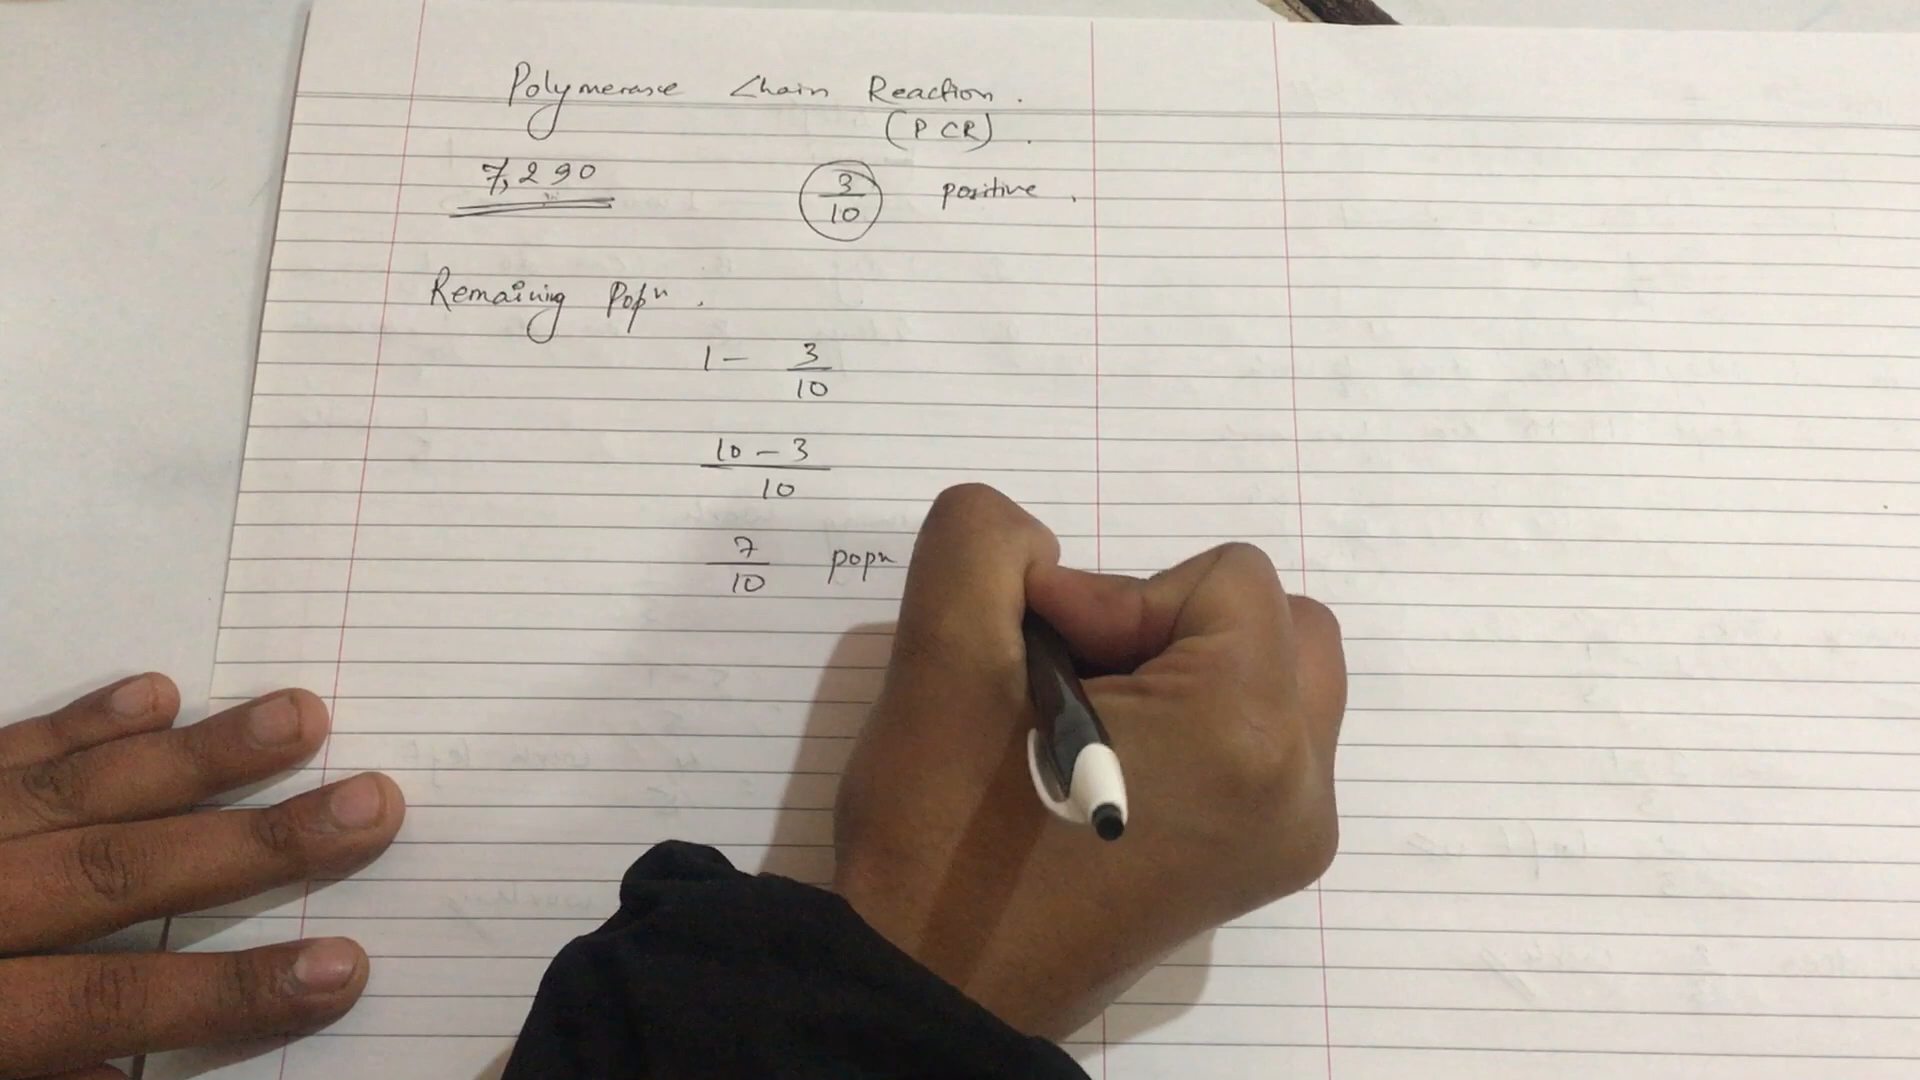 Polymerase Chain Reaction.
(PCR).
7,290 3/10 positive.
Remaining Popn.
1 - 3/10
10 - 3
10
7/10 popn